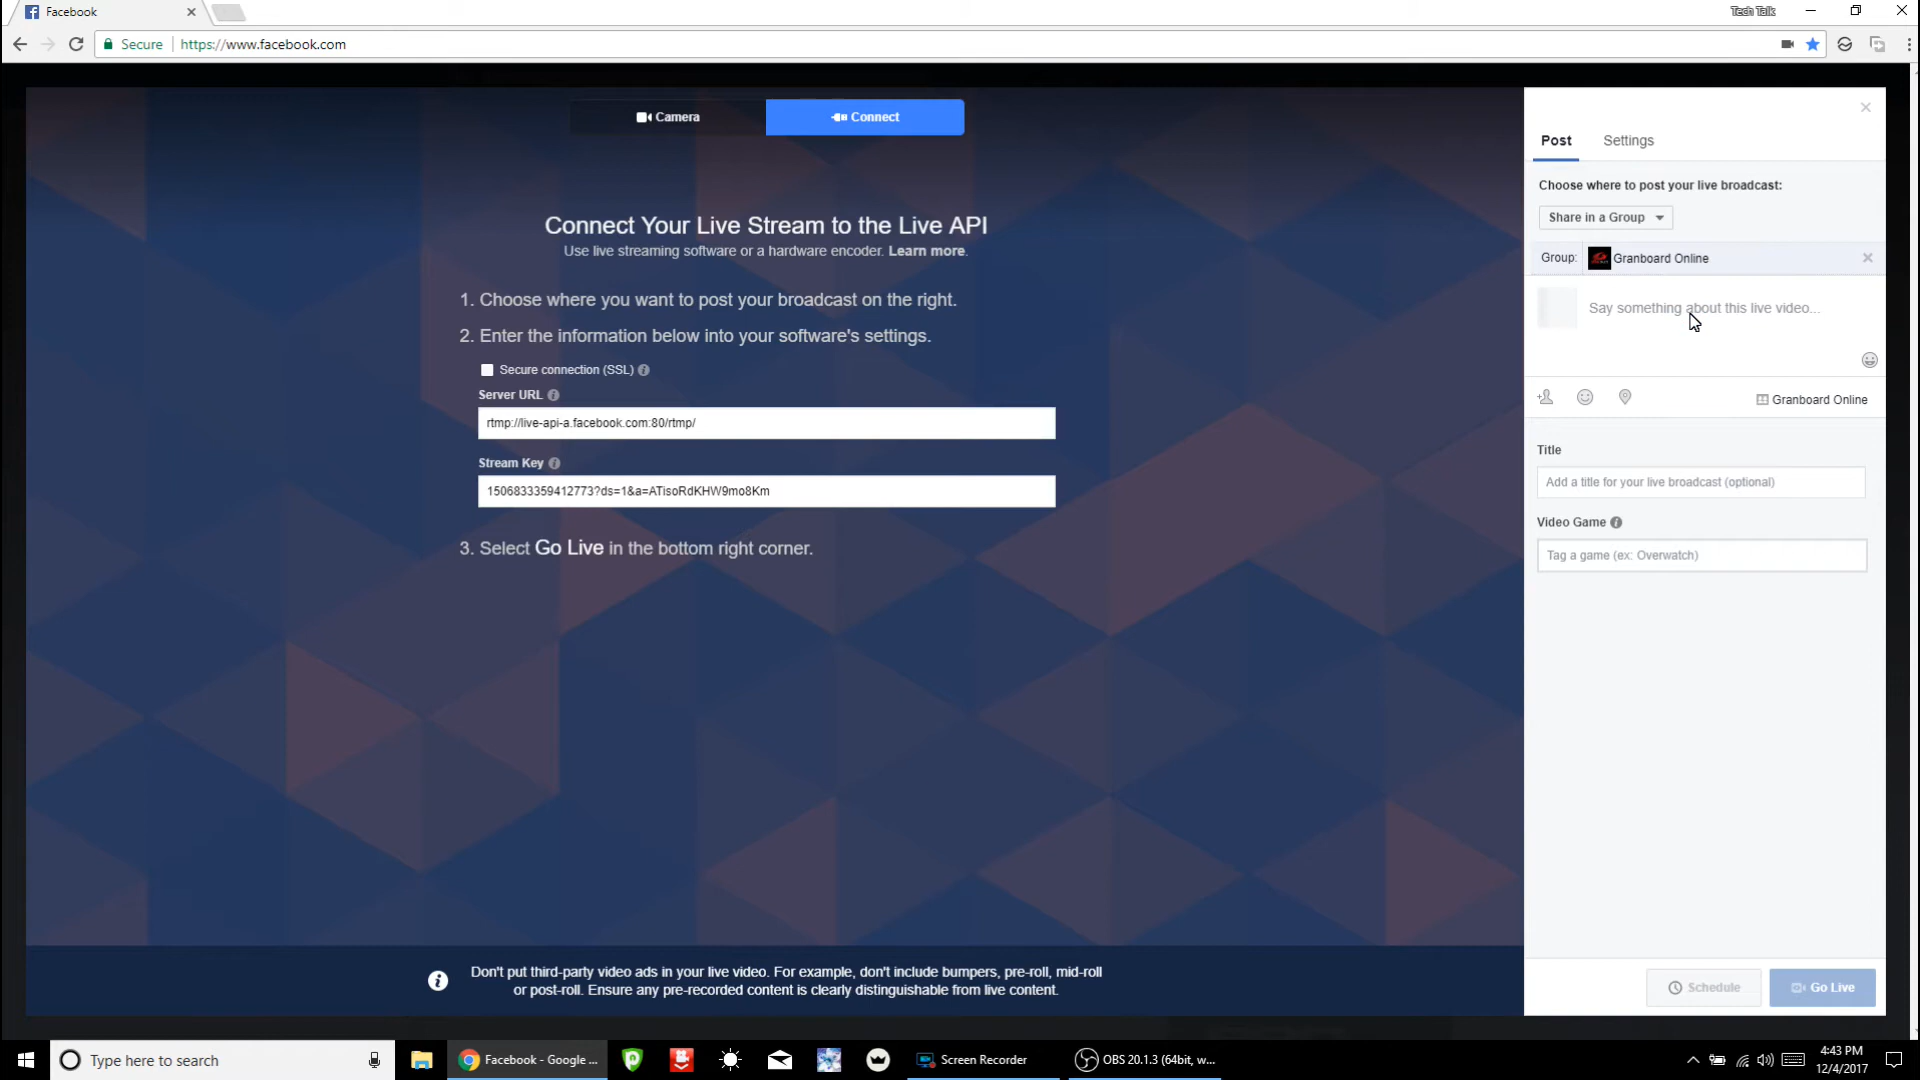 Facebook
Tech Talk
Secure
https://www.facebook.com
Camera
Connect
Connect Your Live Stream to the Live API
Use live streaming software or a hardware encoder. Learn more.
1. Choose where you want to post your broadcast on the right.
2. Enter the information below into your software's settings.
Secure connection (SSL)
Server URL
rtmp://live-api-a.facebook.com:80/rtmp/
Stream Key
1506833359412773?ds=1&a=ATisoRdKHW9mo8Km
3. Select Go Live in the bottom right corner.
Don't put third-party video ads in your live video. For example, don't include bumpers, pre-roll, mid-roll
or post-roll. Ensure any pre-recorded content is clearly distinguishable from live content.
Post
Settings
Choose where to post your live broadcast:
Share in a Group
Group:
Granboard Online
Say something about this live video...
Granboard Online
Title
Add a title for your live broadcast (optional)
Video Game
Tag a game (ex: Overwatch)
Schedule
Go Live
Type here to search
Facebook - Google ...
Screen Recorder
OBS 20.1.3 (64bit, w...
4:43 PM
12/4/2017